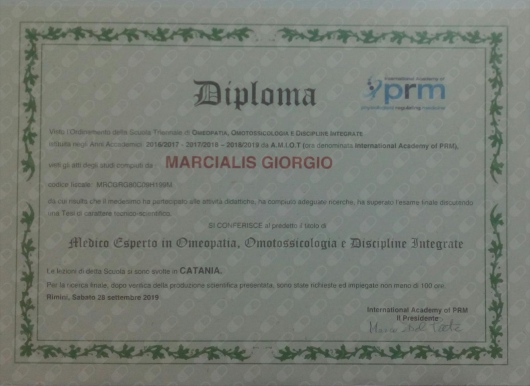 Diploma
International Academy of
prm
physiological regulating medicine
Visto l'Ordinamento della Scuola Triennale di OMEOPATIA, OMOTOSSICOLOGIA E DISCIPLINE INTEGRATE
istituita negli Anni Accademici 2016/2017 - 2017/2018 - 2018/2019 da A.M.I.O.T (ora denominata International Academy of PRM),
visti gli atti degli studi compiuti da MARCIALIS GIORGIO
codice fiscale
da cui risulta che il medesimo ha partecipato alle attività didattiche, ha compiuto adeguate ricerche, ha superato l'esame finale discutendo
una Tesi di carattere teorico-scientifico.
SI CONFERISCE al predetto il titolo di
Medico Esperto in Omeopatia, Omotossicologia e Discipline Integrate
Le lezioni di detta Scuola si sono svolte in CATANIA.
Per la ricerca finale, dopo verifica della produzione scientifica presentata, sono state richieste ed impiegate non meno di 100 ore.
Rimini, Sabato 28 settembre 2019
International Academy of PRM
Il Presidente